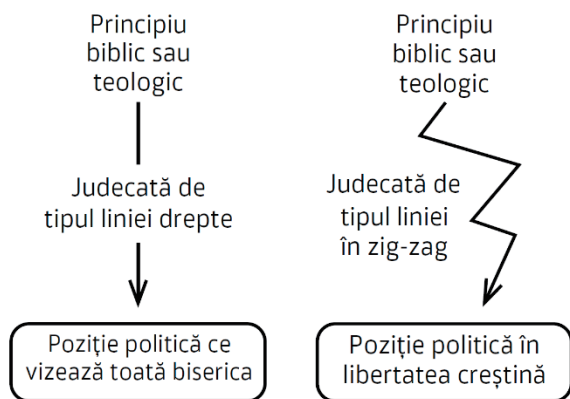 Principiu
biblic sau
teologic
Judecată de
tipul liniei drepte
Poziție politică ce
vizează toată biserica
Principiu
biblic sau
teologic
Judecată de
tipul liniei
în zig-zag
Poziție politică în
libertatea creștină